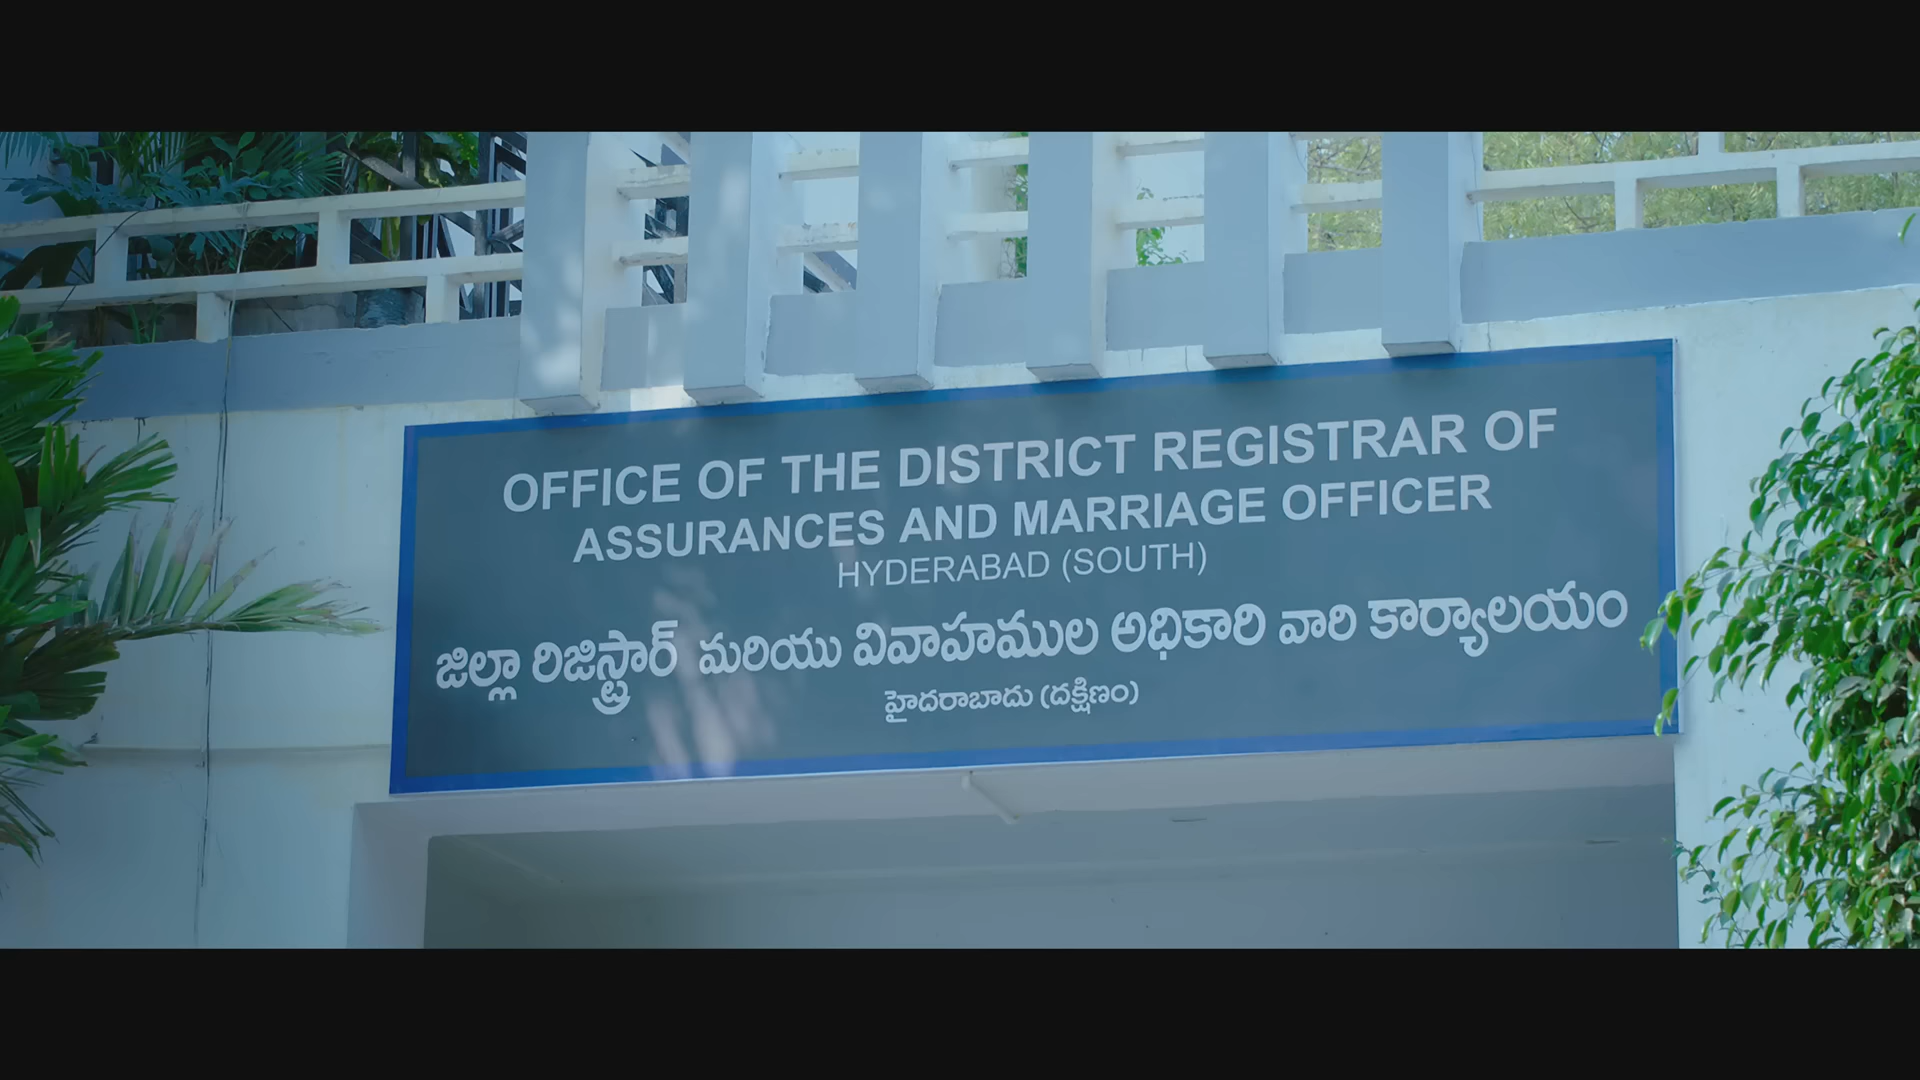 OFFICE OF THE DISTRICT REGISTRAR OF
ASSURANCES AND MARRIAGE OFFICER
HYDERABAD (SOUTH)
జిల్లా రిజిస్ట్రార్ మరియు వివాహముల అధికారి వారి కార్యాలయం
హైదరాబాదు (దక్షిణం)